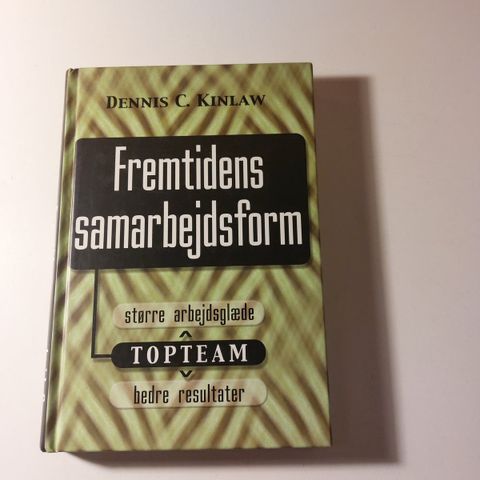 DENNIS C. KINLAW
Fremtidens
samarbejdsform
større arbejdsglæde
TOPTEAM
bedre resultater